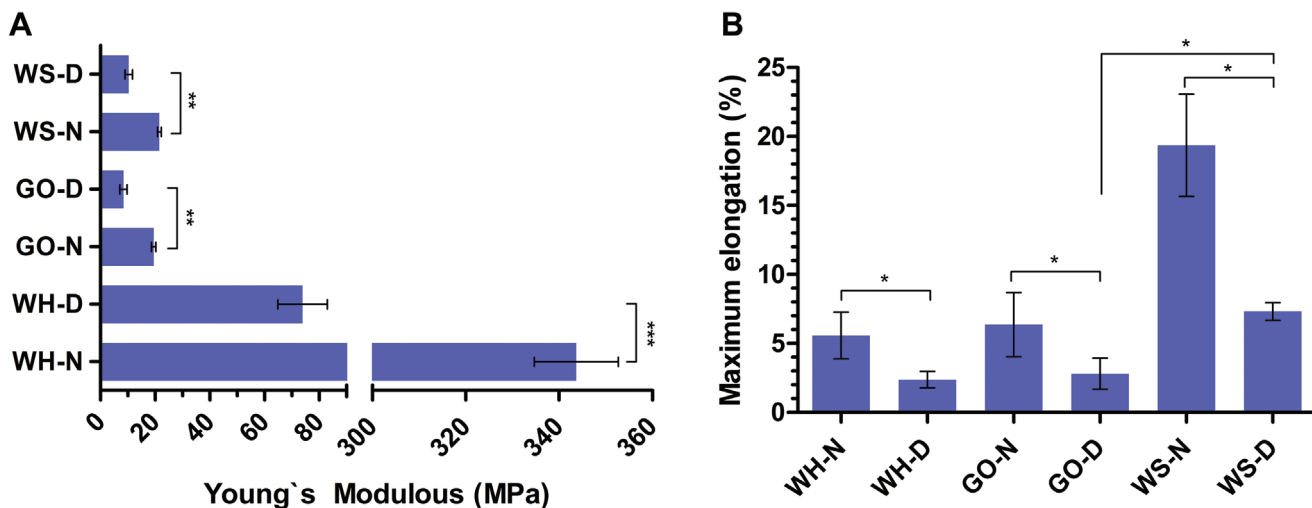 A
WS-D
WS-N
GO-D
GO-N
WH-D
WH-N
**
**
***
0 20 40 60 80 300 320 340 360
Young`s Modulous (MPa)
B
Maximum elongation (%)
25
20
15
10
5
0
*
*
*
*
WH-N WH-D GO-N GO-D WS-N WS-D